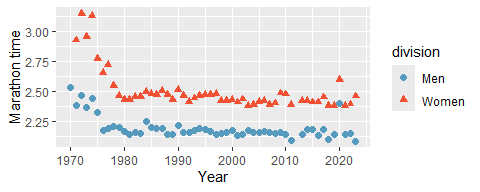 3.00
2.75
2.50
2.25
Marathon time
1970
1980
1990
2000
2010
2020
Year
division
Men
Women